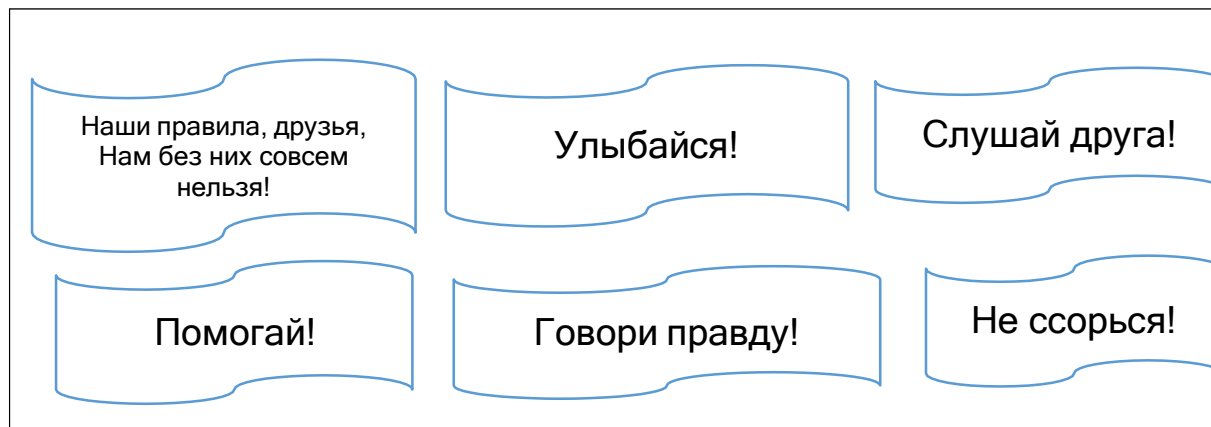 Наши правила, друзья,
Нам без них совсем
нельзя!
Улыбайся!
Слушай друга!
Помогай!
Говори правду!
Не ссорься!